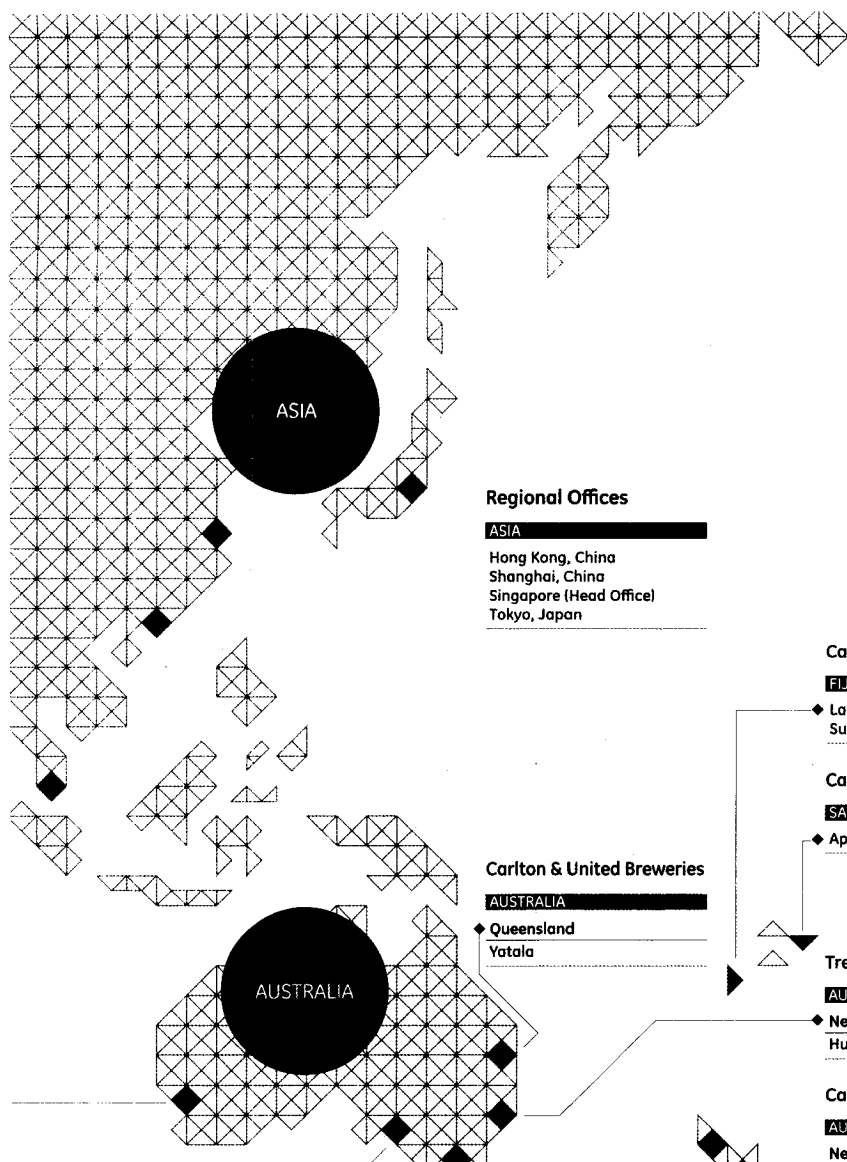 ASIA
Regional Offices
ASIA
Hong Kong, China
Shanghai, China
Singapore (Head Office)
Tokyo, Japan
Carlton & United Breweries
AUSTRALIA
Queensland
Yatala
AUSTRALIA